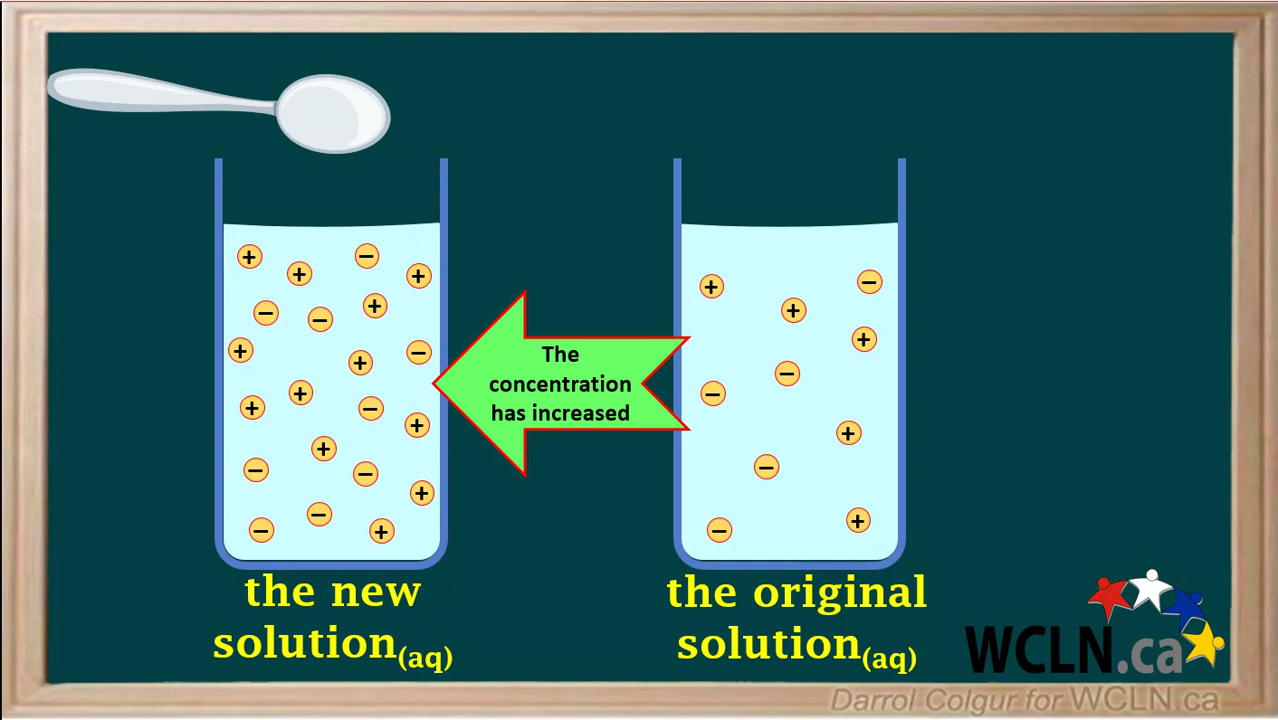 The
concentration
has increased
the new
solution(aq)
the original
solution(aq)
WCLN.ca
Darrol Colgur for WCLN.ca